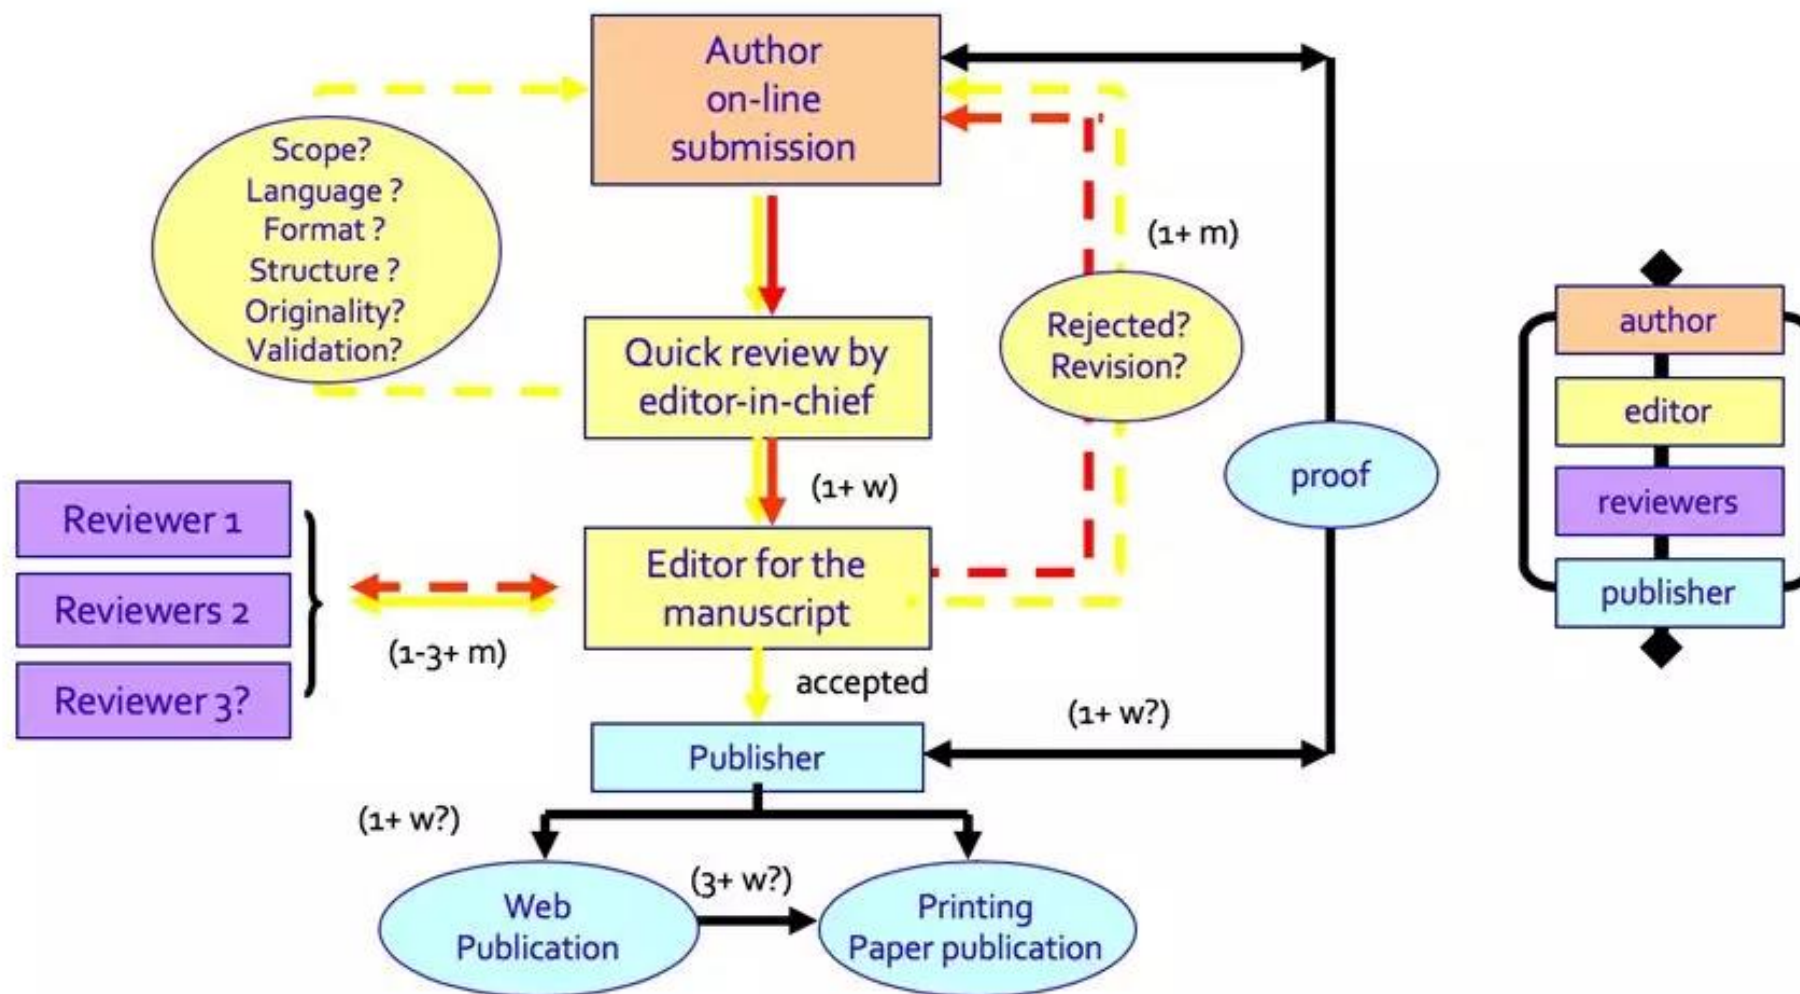 Author
on-line
submission
Scope?
Language ?
Format ?
Structure ?
Originality?
Validation?
(1+ m)
Rejected?
Revision?
Quick review by
editor-in-chief
(1+ w)
proof
author
editor
reviewers
publisher
Reviewer 1
Reviewers 2
Reviewer 3?
(1-3+ m)
Editor for the
manuscript
accepted
(1+ w?)
Publisher
(1+ w?)
(3+ w?)
Web
Publication
Printing
Paper publication